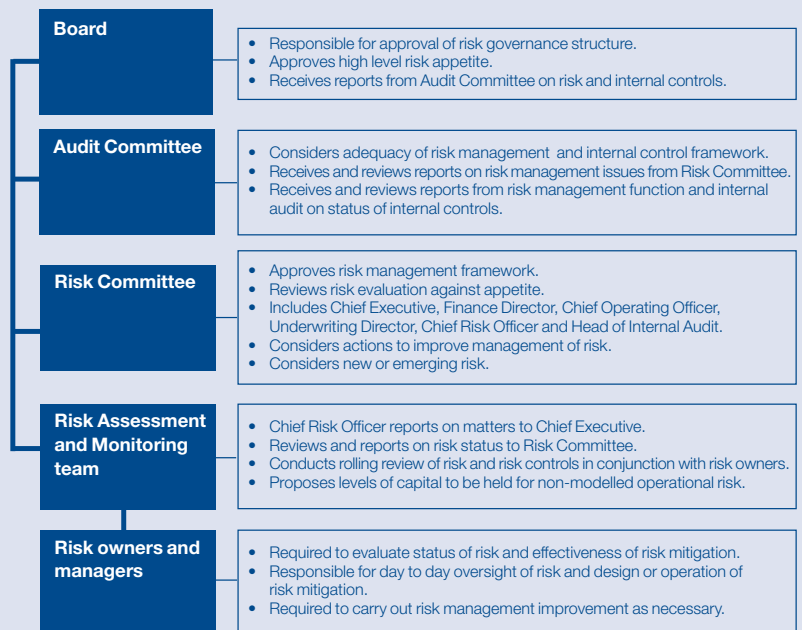 Board
• Responsible for approval of risk governance structure.
• Approves high level risk appetite.
• Receives reports from Audit Committee on risk and internal controls.
Audit Committee
• Considers adequacy of risk management and internal control framework.
• Receives and reviews reports on risk management issues from Risk Committee.
• Receives and reviews reports from risk management function and internal
audit on status of internal controls.
Risk Committee
• Approves risk management framework.
• Reviews risk evaluation against appetite.
• Includes Chief Executive, Finance Director, Chief Operating Officer,
Underwriting Director, Chief Risk Officer and Head of Internal Audit.
• Considers actions to improve management of risk.
• Considers new or emerging risk.
Risk Assessment
and Monitoring
team
• Chief Risk Officer reports on matters to Chief Executive.
• Reviews and reports on risk status to Risk Committee.
• Conducts rolling review of risk and risk controls in conjunction with risk owners.
• Proposes levels of capital to be held for non-modelled operational risk.
Risk owners and
managers
• Required to evaluate status of risk and effectiveness of risk mitigation.
• Responsible for day to day oversight of risk and design or operation of
risk mitigation.
• Required to carry out risk management improvement as necessary.